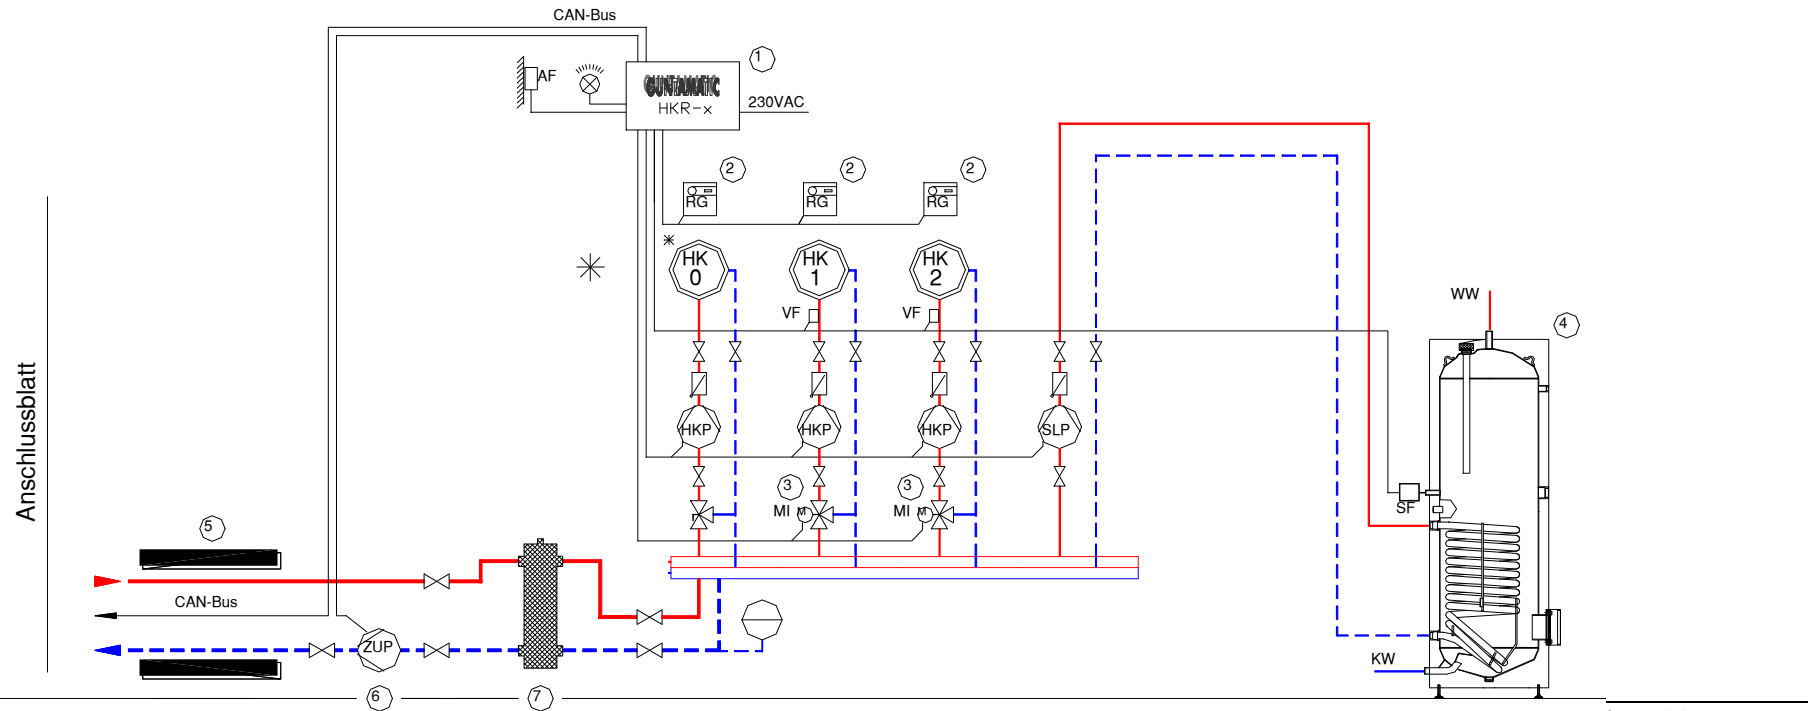 CAN-Bus
1
AF
GUNTAMATIC
HKR-x
230VAC
2
2
2
RG
RG
RG
HK
0
HK
1
HK
2
VF
VF
WW
4
HKP
HKP
HKP
SLP
3
3
MI
M
MI
M
SF
Anschlussblatt
5
CAN-Bus
ZUP
KW
6
7